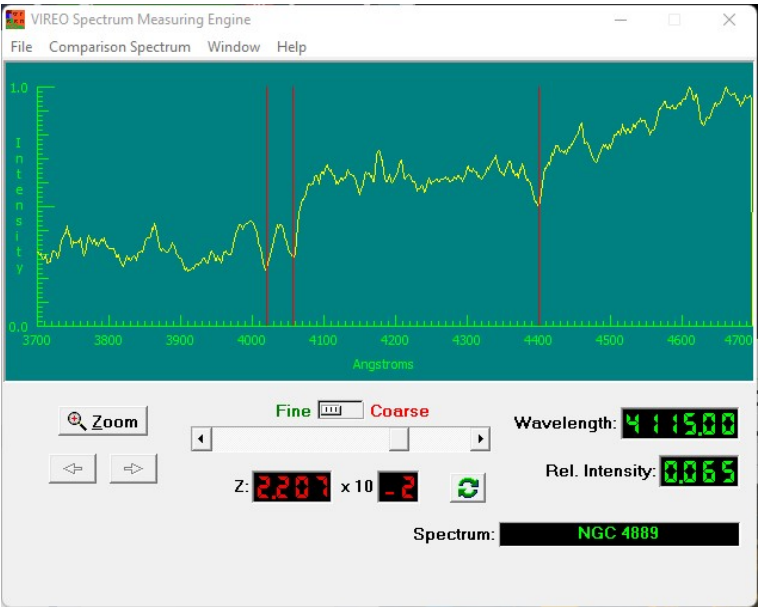 VIREO Spectrum Measuring Engine
File Comparison Spectrum Window Help
1.0
Intensity
0.0
3700 3800 3900 4000 4100 4200 4300 4400 4500 4600 4700
Angstroms
Zoom
Fine Coarse
Wavelength: 4115.00
Rel. Intensity: 0.065
Z: 2.207 x 10 -2
Spectrum: NGC 4889